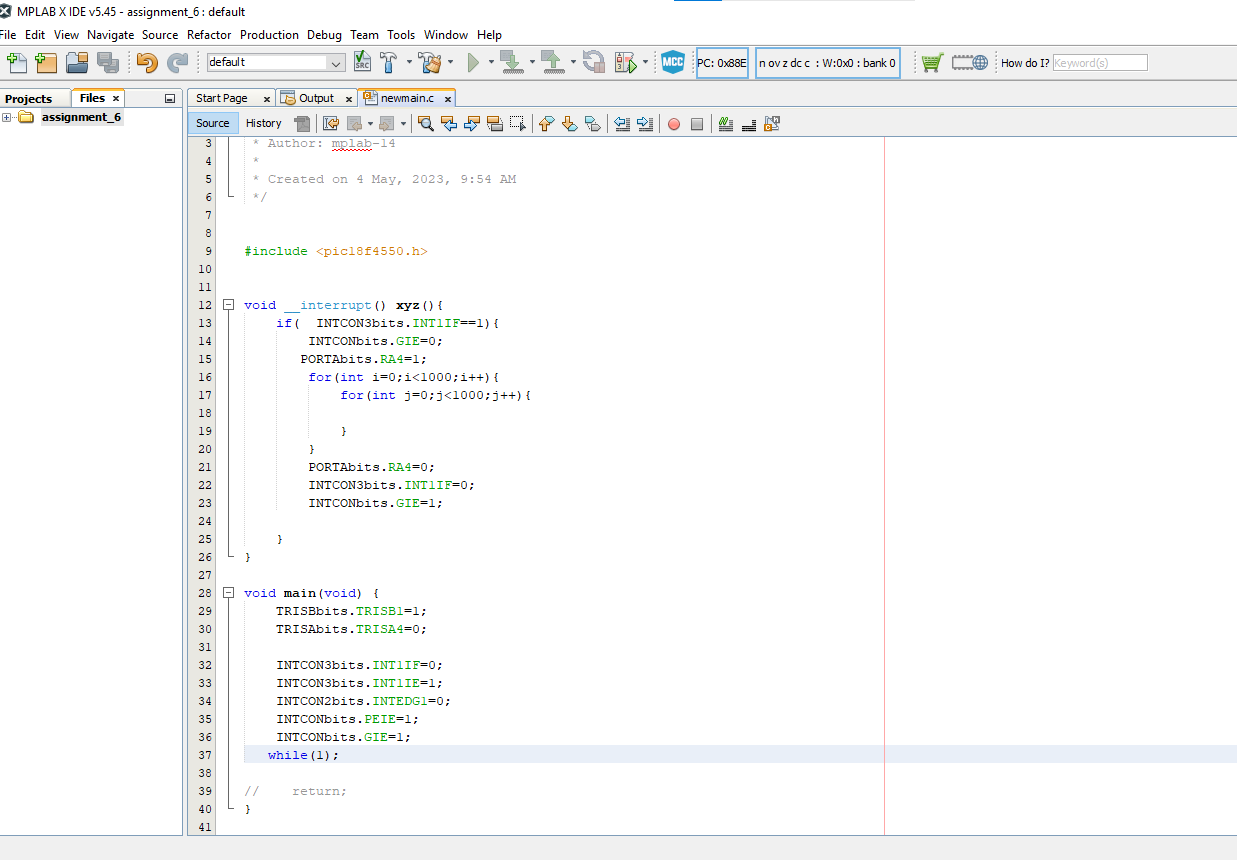 MPLAB X IDE v5.45 - assignment_6 : default
File Edit View Navigate Source Refactor Production Debug Team Tools Window Help
default
SRC
MCC
PC: 0x88E
n ov z dc c : W:0x0 : bank 0
How do I? Keyword(s)
Projects Files × Start Page × Output × newmain.c ×
assignment_6
Source History
3 * Author: mplab-14
4 *
5 * Created on 4 May, 2023, 9:54 AM
6 */
7
8
9 #include <pic18f4550.h>
10
11
12 void __interrupt() xyz(){
13 if( INTCON3bits.INT1IF==1){
14 INTCONbits.GIE=0;
15 PORTAbits.RA4=1;
16 for(int i=0;i<1000;i++){
17 for(int j=0;j<1000;j++){
18
19 }
20 }
21 PORTAbits.RA4=0;
22 INTCON3bits.INT1IF=0;
23 INTCONbits.GIE=1;
24
25 }
26 }
27
28 void main(void) {
29 TRISBbits.TRISB1=1;
30 TRISAbits.TRISA4=0;
31
32 INTCON3bits.INT1IF=0;
33 INTCON3bits.INT1IE=1;
34 INTCON2bits.INTEDG1=0;
35 INTCONbits.PEIE=1;
36 INTCONbits.GIE=1;
37 while(1);
38
39 // return;
40 }
41